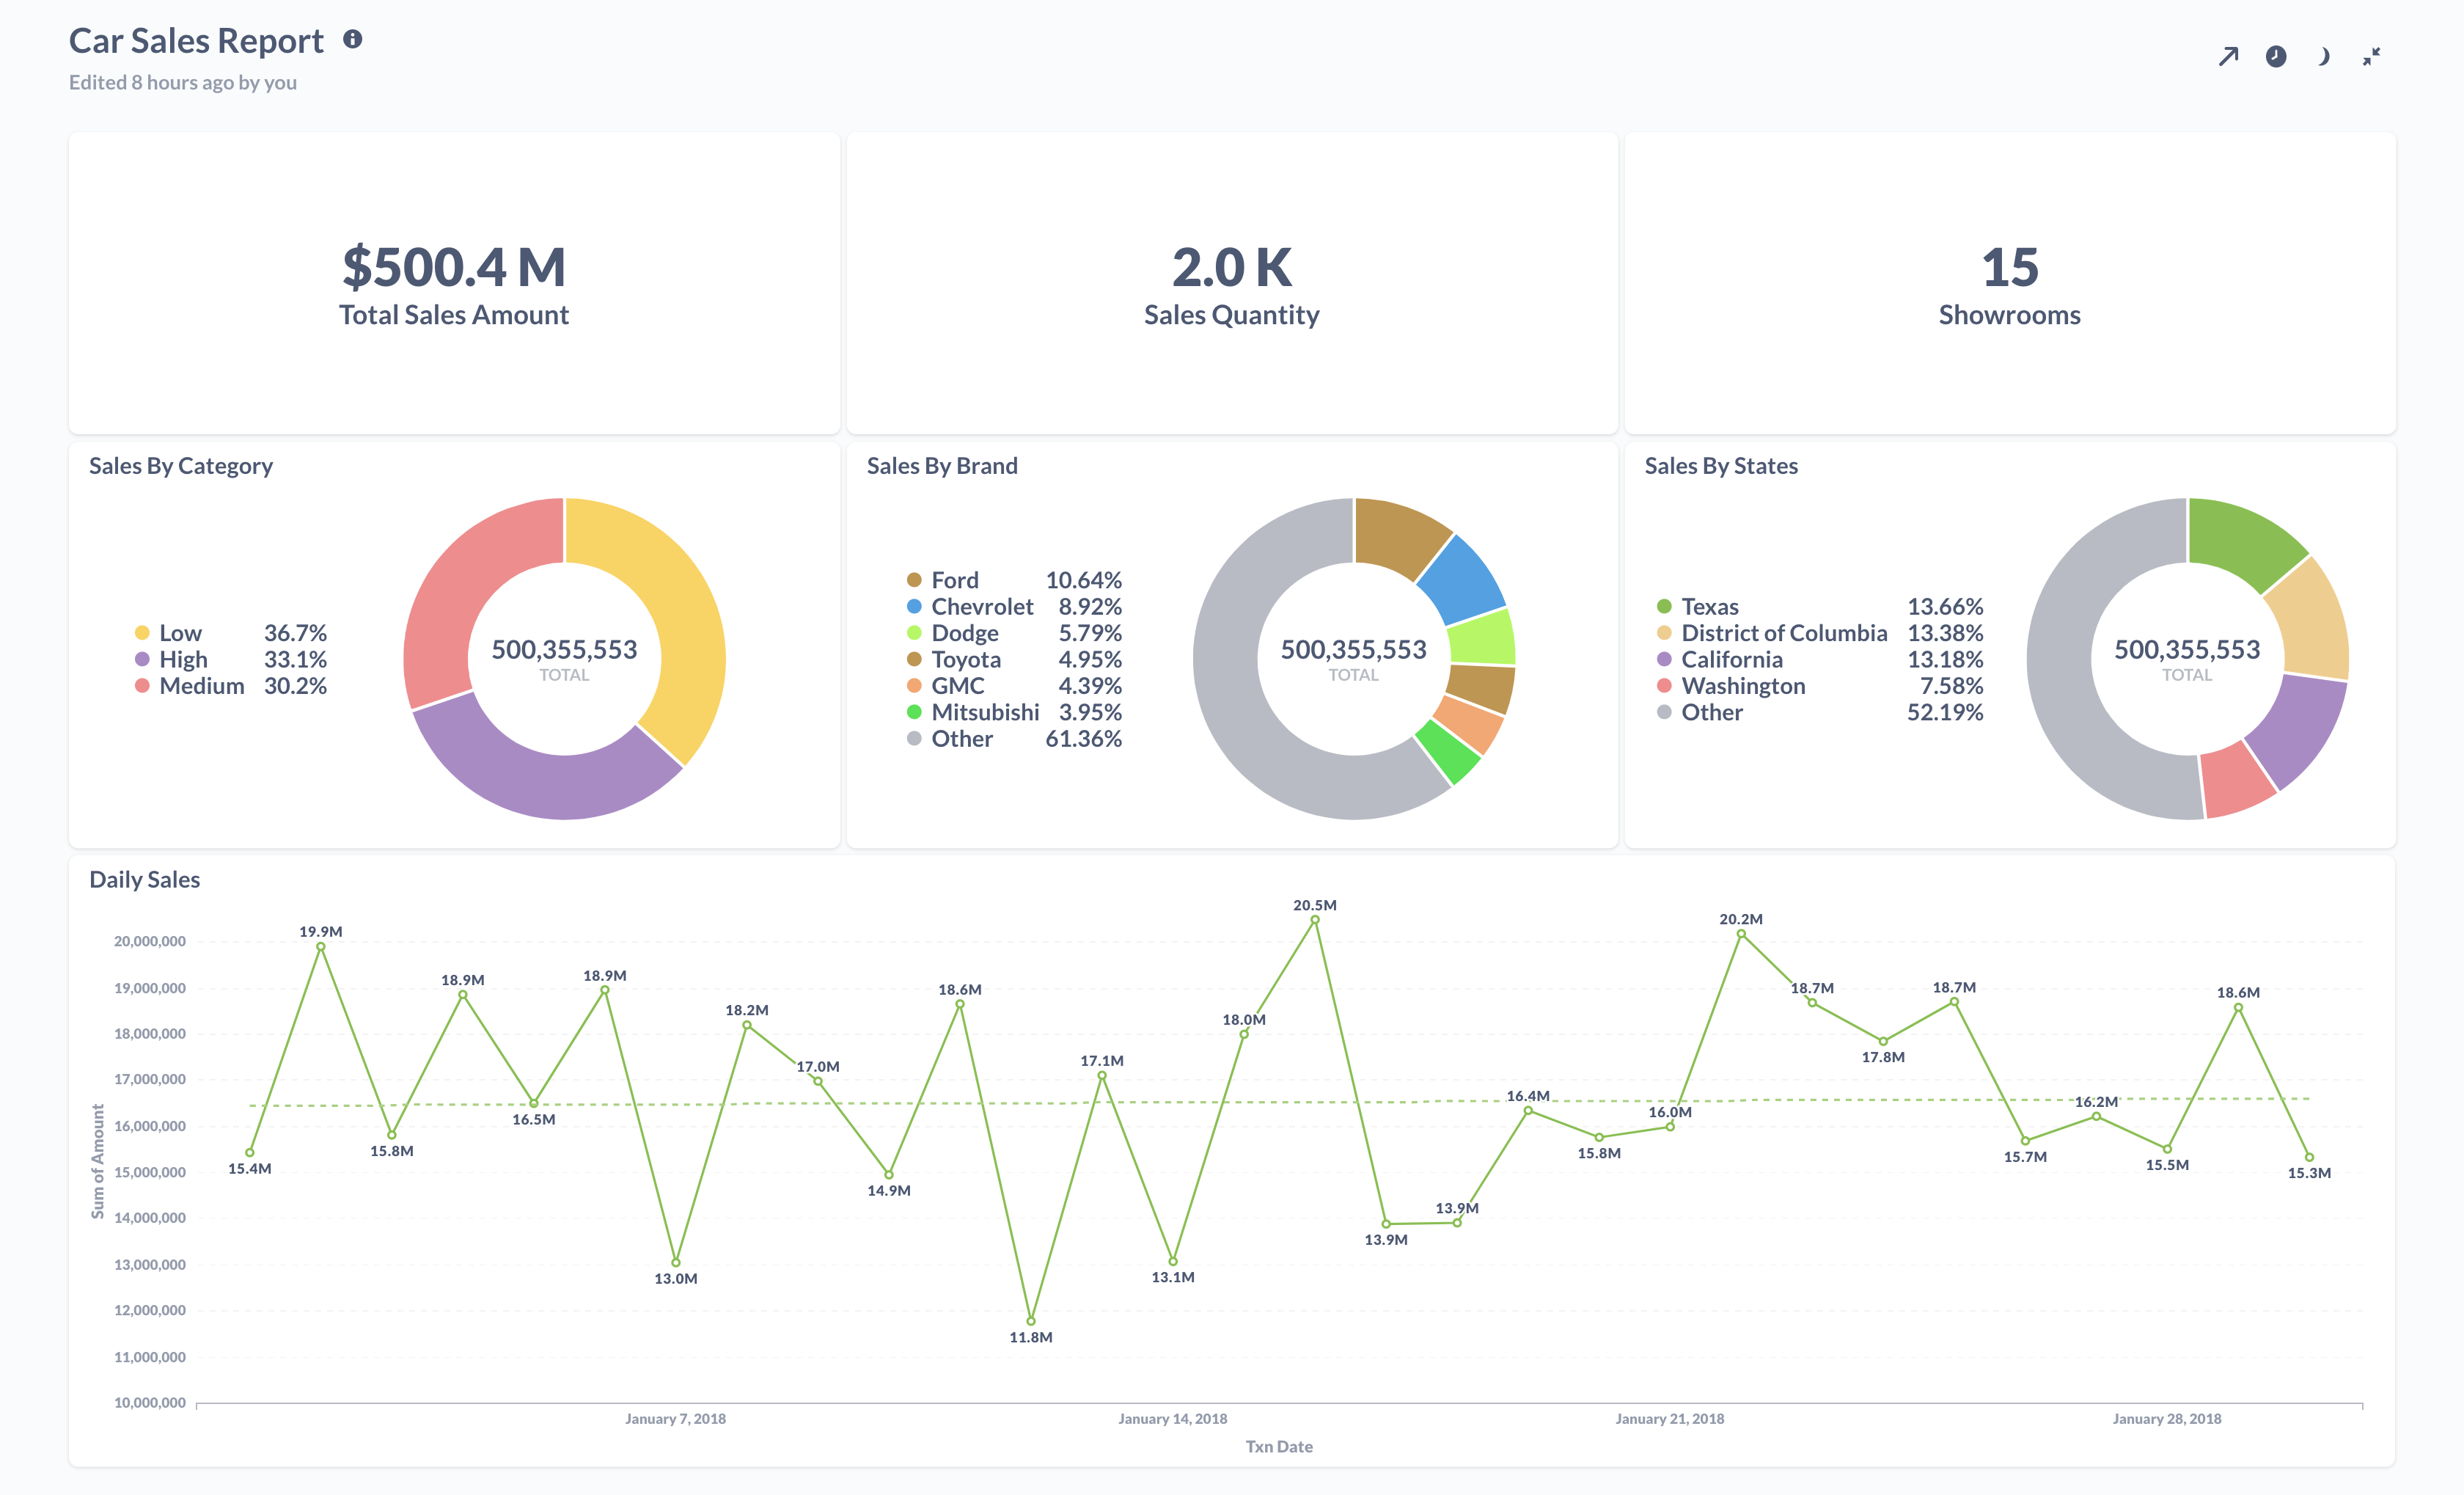 Car Sales Report
Edited 8 hours ago by you
$500.4 M
Total Sales Amount
2.0 K
Sales Quantity
15
Showrooms
Sales By Category
Low 36.7%
High 33.1%
Medium 30.2%
500,355,553
TOTAL
Sales By Brand
Ford 10.64%
Chevrolet 8.92%
Dodge 5.79%
Toyota 4.95%
GMC 4.39%
Mitsubishi 3.95%
Other 61.36%
500,355,553
TOTAL
Sales By States
Texas 13.66%
District of Columbia 13.38%
California 13.18%
Washington 7.58%
Other 52.19%
500,355,553
TOTAL
Daily Sales
Sum of Amount
20,000,000
19,000,000
18,000,000
17,000,000
16,000,000
15,000,000
14,000,000
13,000,000
12,000,000
11,000,000
10,000,000
15.4M
19.9M
15.8M
18.9M
16.5M
18.9M
13.0M
18.2M
17.0M
14.9M
18.6M
11.8M
17.1M
13.1M
18.0M
20.5M
13.9M
13.9M
16.4M
15.8M
16.0M
20.2M
18.7M
17.8M
18.7M
15.7M
16.2M
15.5M
18.6M
15.3M
January 7, 2018
January 14, 2018
January 21, 2018
January 28, 2018
Txn Date